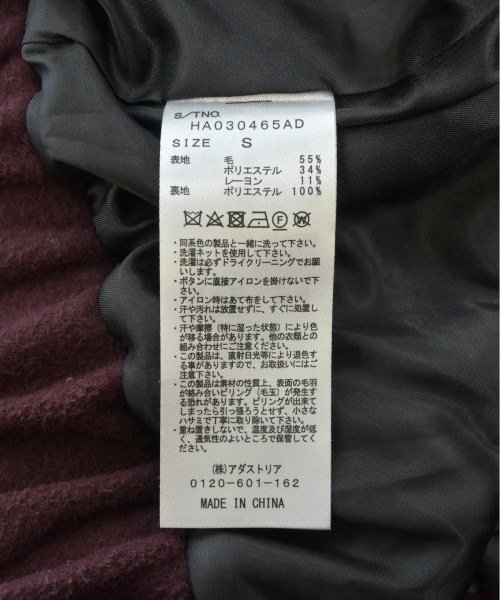 S/TNO.
HA030465AD
SIZE S
表地 毛 55%
ポリエステル 34%
レーヨン 11%
裏地 ポリエステル 100%
・同系色の製品と一緒に洗って下さい。
・洗濯ネットを使用して下さい。
・洗濯は必ずドライクリーニングでお願
いします。
・ボタンに直接アイロンを掛けないで下
さい。
・アイロン時はあて布をして下さい。
・汗や汚れは放置せずに、すぐに処置し
て下さい。
・汗や摩擦（特に湿った状態）により色
が移る場合があります。他の衣類との
組み合わせにご注意ください。
・この製品は、直射日光等により退色す
る事がありますので、お取扱いにはご
注意下さい。
・この製品は素材の性質上、表面の毛羽
が絡み合いピリング（毛玉）が発生す
る恐れがあります。ピリングが出来て
しまったら引っ張ろうとせず、小さな
ハサミで丁寧に取り除いて下さい。
・重ね置きしないで、温度及び湿度が低
く、通気性のよいところで保管してく
ださい。
(株)アダストリア
0120-601-162
MADE IN CHINA